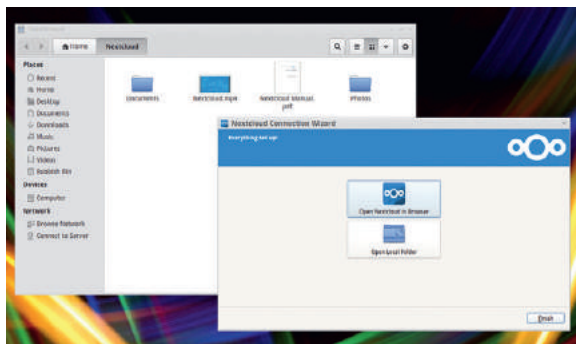 Home
Nextcloud
Places
Recent
Home
Desktop
Documents
Downloads
Music
Pictures
Videos
Rubbish Bin
Devices
Computer
Network
Browse Network
Connect to Server
Documents
Nextcloud.mp4
Nextcloud Manual.
pdf
Photos
Nextcloud Connection Wizard
Everything set up!
Open Nextcloud in Browser
Open Local Folder
Finish